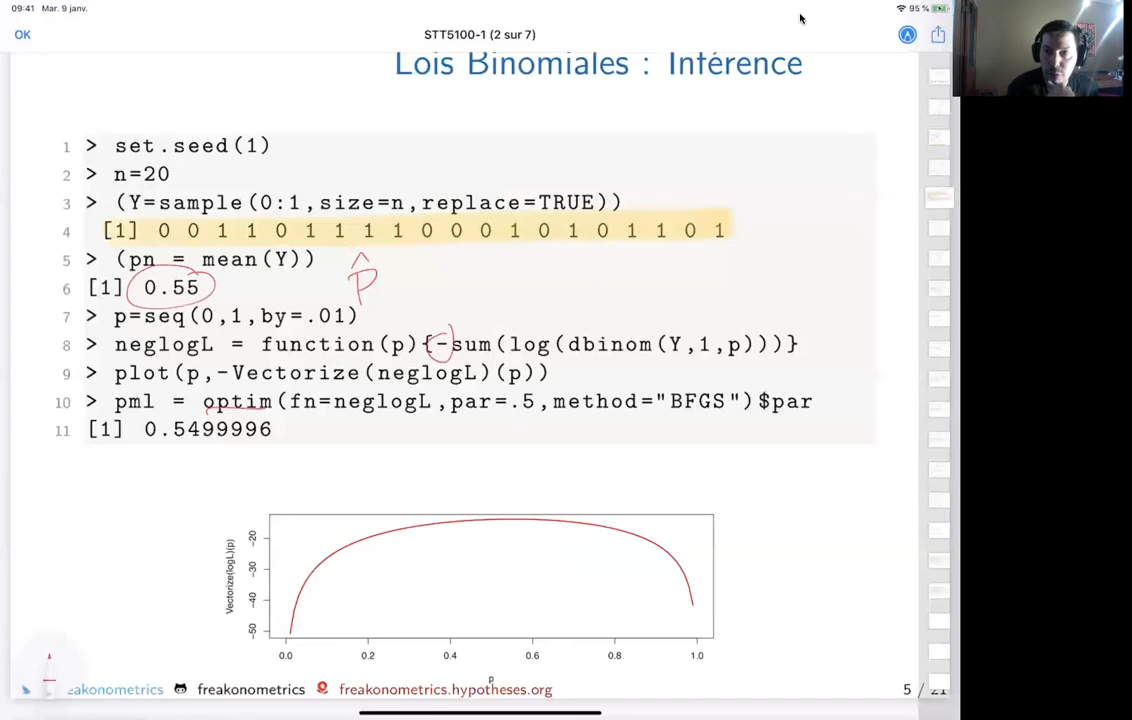 09:41 Mar. 9 janv.
95 %
OK
STT5100-1 (2 sur 7)
Lois Binomiales : Inférence
1 > set.seed(1)
2 > n=20
3 > (Y=sample(0:1,size=n,replace=TRUE))
4 [1] 0 0 1 1 0 1 1 1 1 0 0 0 1 0 1 0 1 1 0 1
5 > (pn = mean(Y))
p̂
6 [1] 0.55
7 > p=seq(0,1,by=.01)
8 > neglogL = function(p){-sum(log(dbinom(Y,1,p)))}
9 > plot(p,-Vectorize(neglogL)(p))
10 > pml = optim(fn=neglogL,par=.5,method="BFGS")$par
11 [1] 0.5499996
Vectorize(logL)(p)
-20
-30
-40
-50
0.0 0.2 0.4 0.6 0.8 1.0
p
akonometrics freakonometrics freakonometrics.hypotheses.org
5 / 21